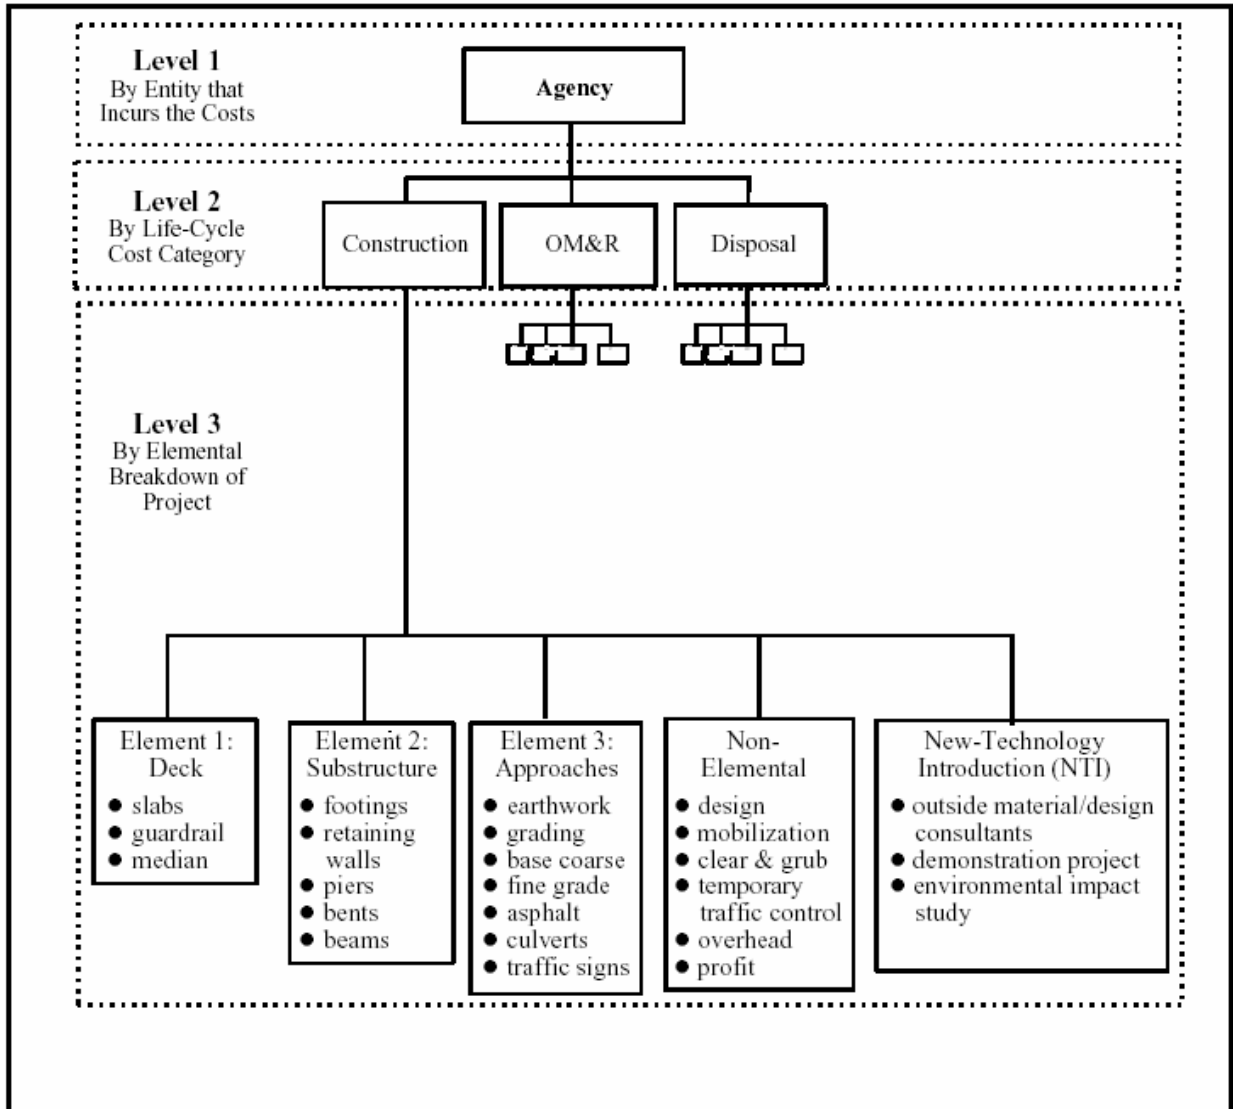 Level 1
By Entity that
Incurs the Costs
Agency
Level 2
By Life-Cycle
Cost Category
Construction
OM&R
Disposal
Level 3
By Elemental
Breakdown of
Project
Element 1:
Deck
● slabs
● guardrail
● median
Element 2:
Substructure
● footings
● retaining
walls
● piers
● bents
● beams
Element 3:
Approaches
● earthwork
● grading
● base coarse
● fine grade
● asphalt
● culverts
● traffic signs
Non-
Elemental
● design
● mobilization
● clear & grub
● temporary
traffic control
● overhead
● profit
New-Technology
Introduction (NTI)
● outside material/design
consultants
● demonstration project
● environmental impact
study